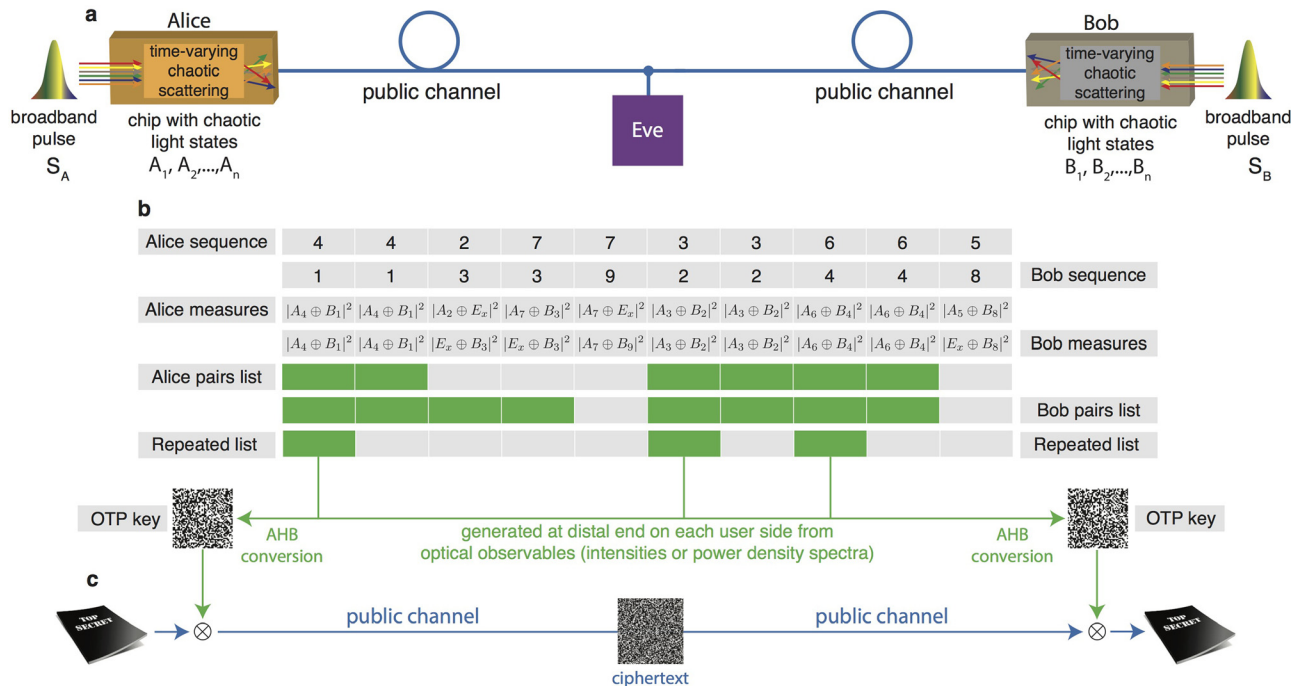 a
Alice
Bob
time-varying
chaotic
scattering
time-varying
chaotic
scattering
public channel
public channel
Eve
broadband
pulse
S_A
chip with chaotic
light states
A_1, A_2,...,A_n
chip with chaotic
light states
B_1, B_2,...,B_n
broadband
pulse
S_B
b
Alice sequence 4 4 2 7 7 3 3 6 6 5
1 1 3 3 9 2 2 4 4 8 Bob sequence
Alice measures |A_4 ⊕ B_1|^2 |A_4 ⊕ B_1|^2 |A_2 ⊕ E_x|^2 |A_7 ⊕ B_3|^2 |A_7 ⊕ E_x|^2 |A_3 ⊕ B_2|^2 |A_3 ⊕ B_2|^2 |A_6 ⊕ B_4|^2 |A_6 ⊕ B_4|^2 |A_5 ⊕ B_8|^2
|A_4 ⊕ B_1|^2 |A_4 ⊕ B_1|^2 |E_x ⊕ B_3|^2 |E_x ⊕ B_3|^2 |A_7 ⊕ B_9|^2 |A_3 ⊕ B_2|^2 |A_3 ⊕ B_2|^2 |A_6 ⊕ B_4|^2 |A_6 ⊕ B_4|^2 |E_x ⊕ B_8|^2 Bob measures
Alice pairs list
Bob pairs list
Repeated list Repeated list
OTP key
OTP key
AHB
conversion
generated at distal end on each user side from
optical observables (intensities or power density spectra)
AHB
conversion
c
TOP
SECRET
public channel
public channel
TOP
SECRET
ciphertext